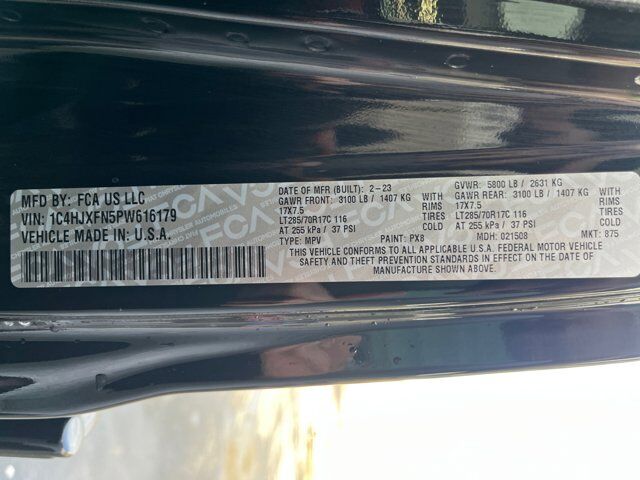 MFD BY: FCA US LLC
VIN: 1C4HJXFN5PW616179
VEHICLE MADE IN: U.S.A.
DATE OF MFR (BUILT): 2-23
GAWR FRONT: 3100 LB / 1407 KG WITH
17X7.5 RIMS
LT285/70R17C 116 TIRES
AT 255 kPa / 37 PSI COLD
TYPE: MPV PAINT: PX8
GVWR: 5800 LB / 2631 KG
GAWR REAR: 3100 LB / 1407 KG WITH
17X7.5 RIMS
LT285/70R17C 116 TIRES
AT 255 kPa / 37 PSI COLD
MDH: 021508 MKT: 875
THIS VEHICLE CONFORMS TO ALL APPLICABLE U.S.A. FEDERAL MOTOR VEHICLE
SAFETY AND THEFT PREVENTION STANDARDS IN EFFECT ON THE DATE OF
MANUFACTURE SHOWN ABOVE.